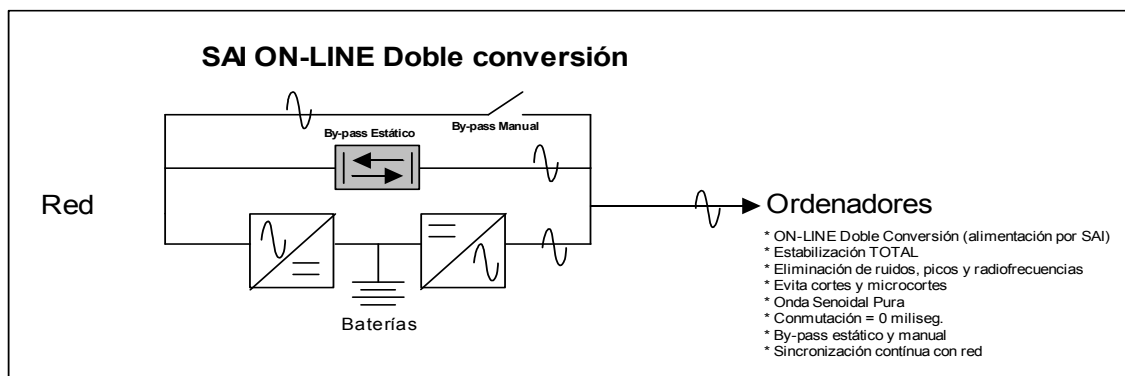 SAI ON-LINE Doble conversión
By-pass Manual
By-pass Estático
Red
Ordenadores
* ON-LINE Doble Conversión (alimentación por SAI)
* Estabilización TOTAL
* Eliminación de ruidos, picos y radiofrecuencias
* Evita cortes y microcortes
* Onda Senoidal Pura
* Conmutación = 0 miliseg.
* By-pass estático y manual
* Sincronización contínua con red
Baterías